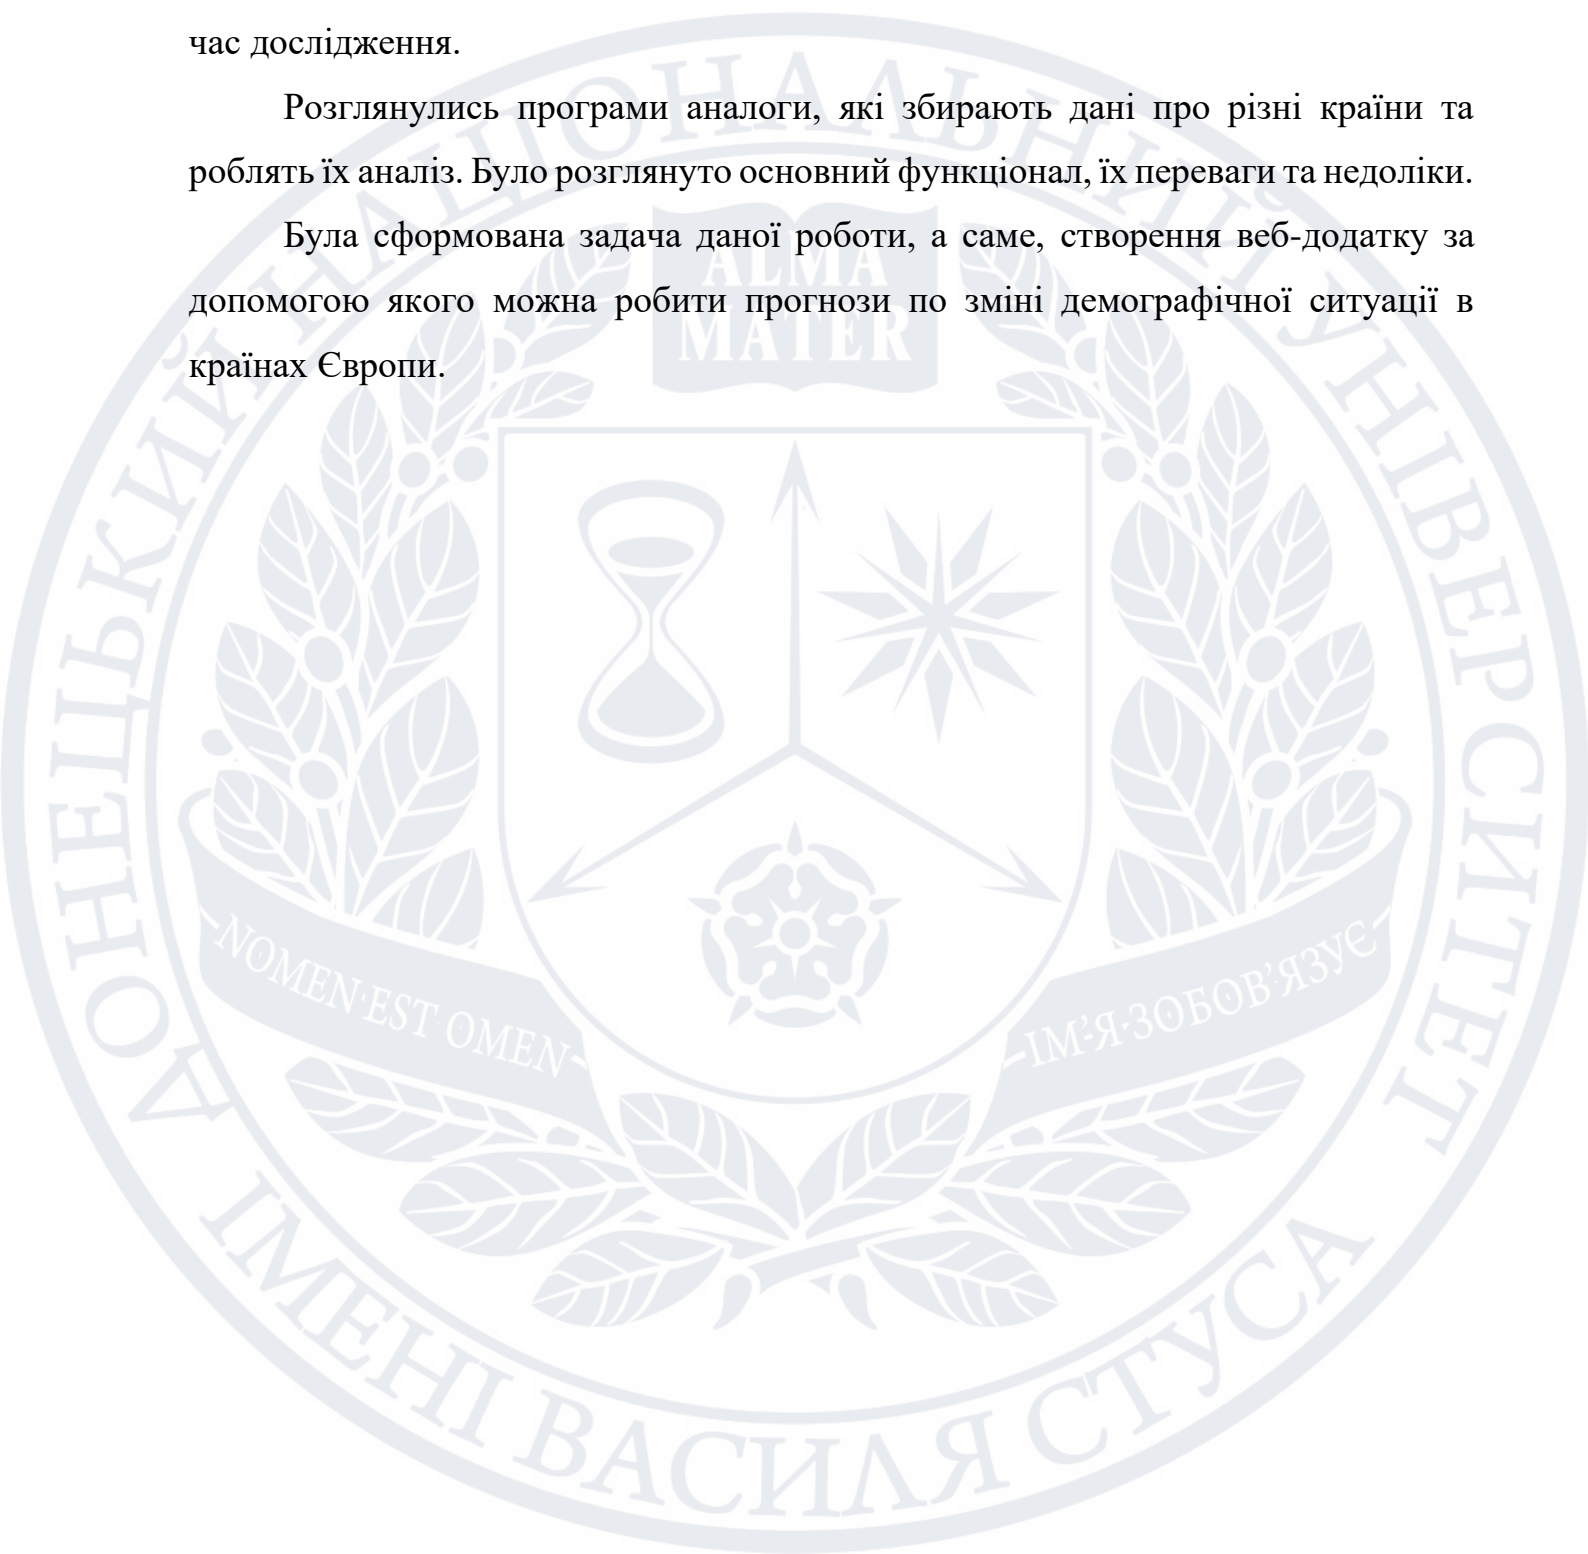 час дослідження.
Розглянулись програми аналоги, які збирають дані про різні країни та
роблять їх аналіз. Було розглянуто основний функціонал, їх переваги та недоліки.
Була сформована задача даної роботи, а саме, створення веб-додатку за
допомогою якого можна робити прогнози по зміні демографічної ситуації в
країнах Європи.
ДОНЕЦЬКИЙ НАЦІОНАЛЬНИЙ УНІВЕРСИТЕТ
ALMA
MATER
NOMEN·EST·OMEN
ІМ'Я·ЗОБОВ'ЯЗУЄ
ІМЕНІ ВАСИЛЯ СТУСА